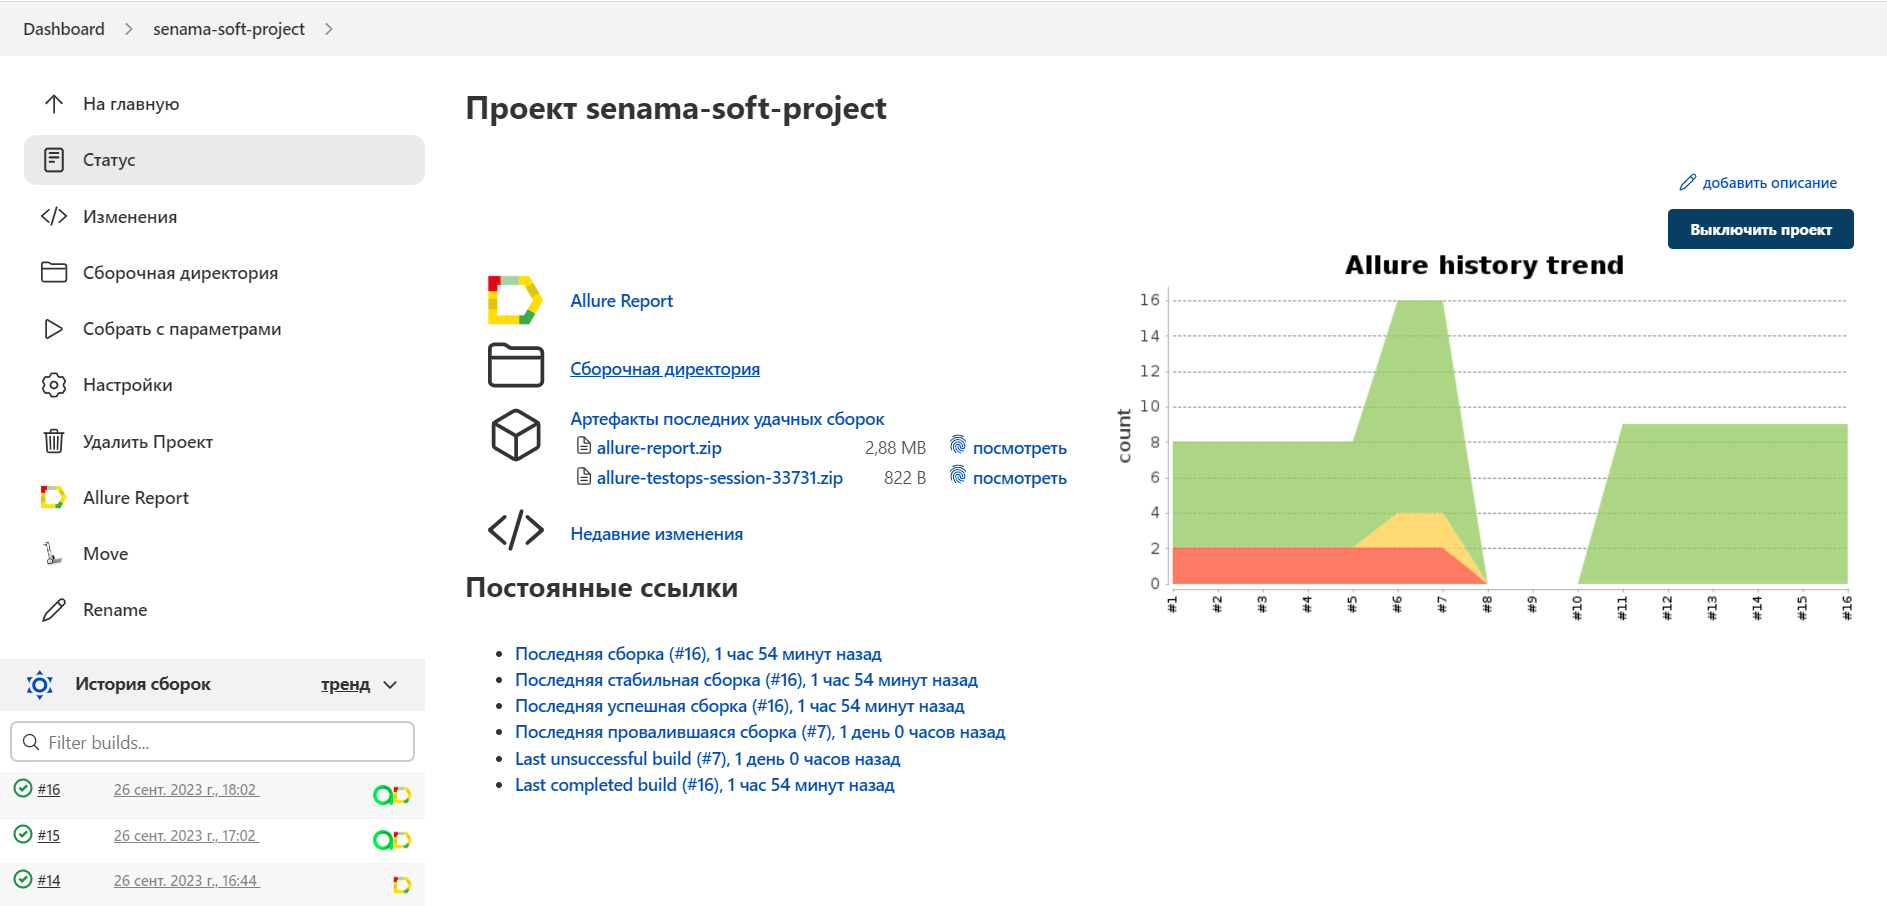 Dashboard
senama-soft-project
На главную
Статус
Изменения
Сборочная директория
Собрать с параметрами
Настройки
Удалить Проект
Allure Report
Move
Rename
История сборок
тренд
Filter builds...
#16 26 сент. 2023 г., 18:02
#15 26 сент. 2023 г., 17:02
#14 26 сент. 2023 г., 16:44
Проект senama-soft-project
добавить описание
Выключить проект
Allure Report
Сборочная директория
Артефакты последних удачных сборок
allure-report.zip 2,88 MB посмотреть
allure-testops-session-33731.zip 822 B посмотреть
Недавние изменения
Постоянные ссылки
Последняя сборка (#16), 1 час 54 минут назад
Последняя стабильная сборка (#16), 1 час 54 минут назад
Последняя успешная сборка (#16), 1 час 54 минут назад
Последняя провалившаяся сборка (#7), 1 день 0 часов назад
Last unsuccessful build (#7), 1 день 0 часов назад
Last completed build (#16), 1 час 54 минут назад
Allure history trend
count
16
14
12
10
8
6
4
2
0
#1 #2 #3 #4 #5 #6 #7 #8 #9 #10 #11 #12 #13 #14 #15 #16